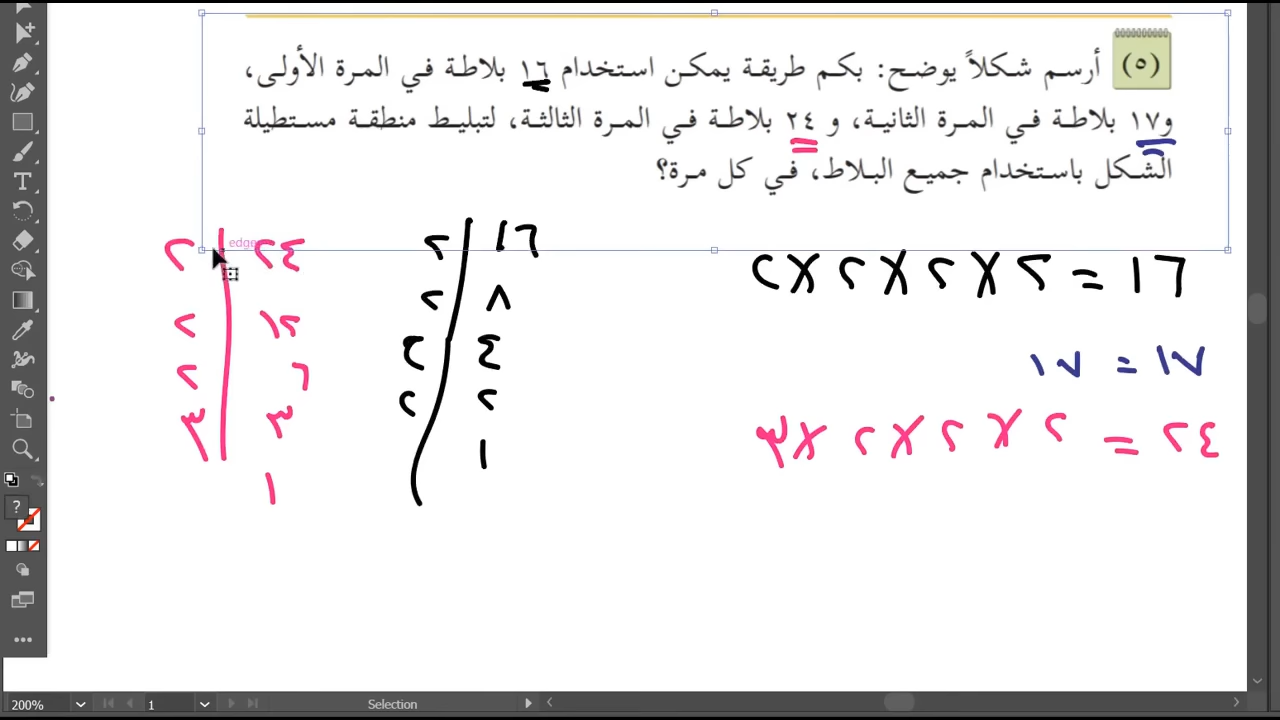 (٥) أرسم شكلاً يوضح: بكم طريقة يمكن استخدام ١٦ بلاطة في المرة الأولى،
و١٧ بلاطة في المرة الثانية، و ٢٤ بلاطة في المرة الثالثة، لتبليط منطقة مستطيلة
الشكل باستخدام جميع البلاط، في كل مرة؟
edge
٢٤ | ٢
١٢ | ٢
٦ | ٢
٣ | ٣
١
١٦ | ٢
٨ | ٢
٤ | ٢
٢ | ٢
١
١٦ = ٢ × ٢ × ٢ × ٢
١٧ = ١٧
٢٤ = ٢ × ٢ × ٢ × ٣
?
200%
1
Selection